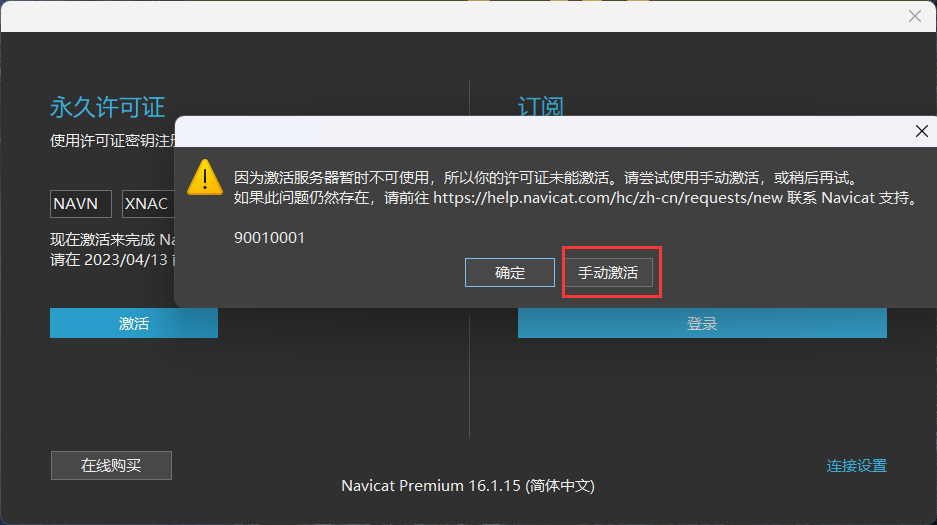 永久许可证
订阅
使用许可证密钥注册
因为激活服务器暂时不可使用，所以你的许可证未能激活。请尝试使用手动激活，或稍后再试。
如果此问题仍然存在，请前往 https://help.navicat.com/hc/zh-cn/requests/new 联系 Navicat 支持。
NAVN
XNAC
90010001
现在激活来完成 Na
请在 2023/04/13 前
确定
手动激活
激活
登录
在线购买
连接设置
Navicat Premium 16.1.15 (简体中文)